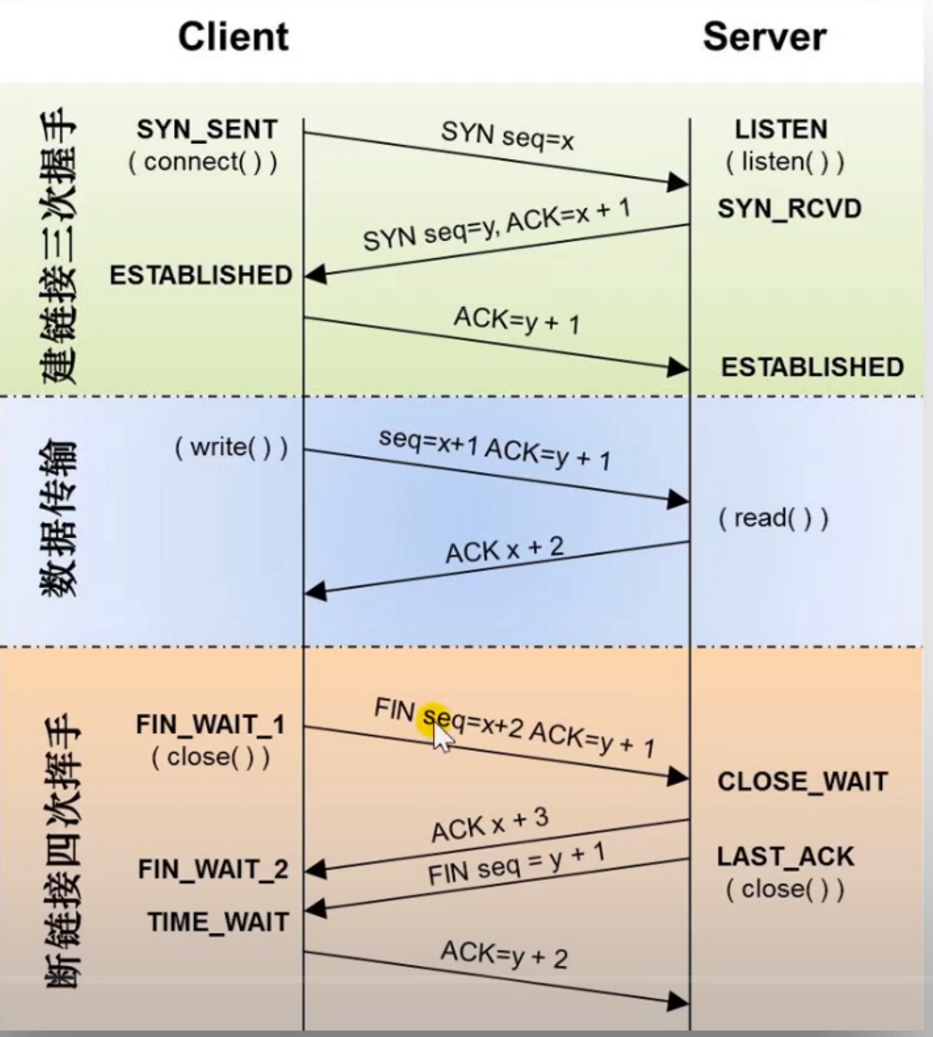 Client
Server
建链接三次握手
SYN_SENT
( connect( ) )
SYN seq=x
LISTEN
( listen( ) )
SYN_RCVD
SYN seq=y, ACK=x + 1
ESTABLISHED
ACK=y + 1
ESTABLISHED
数据传输
( write( ) )
seq=x+1 ACK=y + 1
( read( ) )
ACK x + 2
断链接四次挥手
FIN_WAIT_1
( close( ) )
FIN seq=x+2 ACK=y + 1
CLOSE_WAIT
ACK x + 3
FIN_WAIT_2
FIN seq = y + 1
LAST_ACK
( close( ) )
TIME_WAIT
ACK=y + 2